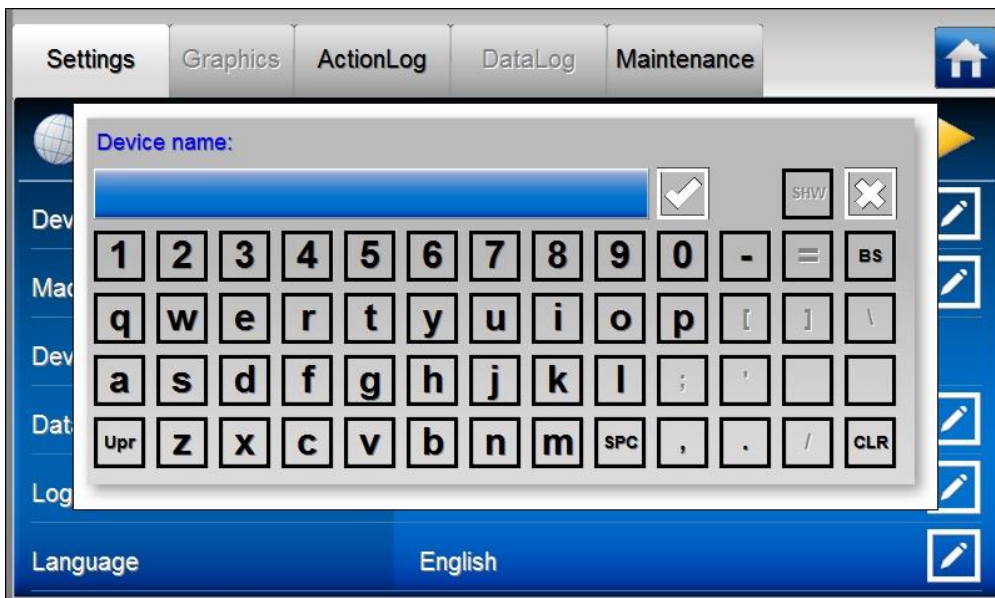 Settings Graphics ActionLog DataLog Maintenance
Device name:
SHW
Dev
1 2 3 4 5 6 7 8 9 0 - = BS
Mac
q w e r t y u i o p [ ] \
Dev
a s d f g h j k l ; '
Data
Upr z x c v b n m SPC , . / CLR
Log
Language English